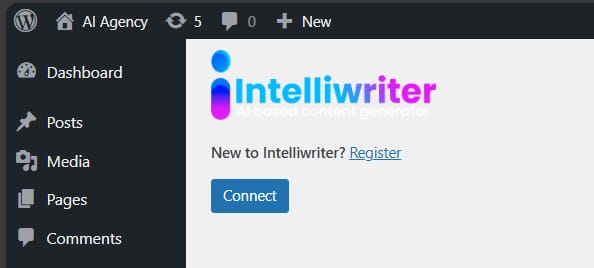 AI Agency 5 0 New
Dashboard
Posts
Media
Pages
Comments
Intelliwriter
AI based content generator
New to Intelliwriter? Register
Connect